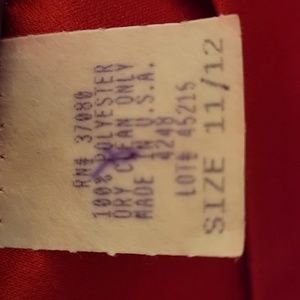 RN# 37080
100% POLYESTER
DRY CLEAN ONLY
MADE IN U.S.A.
4248
LOT# 45215
SIZE 11/12